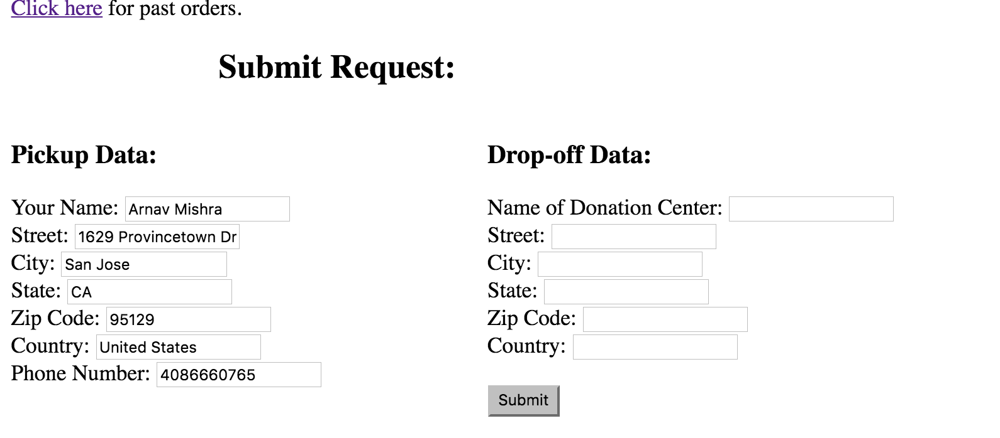 Click here for past orders.
Submit Request:
Pickup Data:
Your Name: Arnav Mishra
Street: 1629 Provincetown Dr
City: San Jose
State: CA
Zip Code: 95129
Country: United States
Phone Number: 4086660765
Drop-off Data:
Name of Donation Center:
Street:
City:
State:
Zip Code:
Country:
Submit